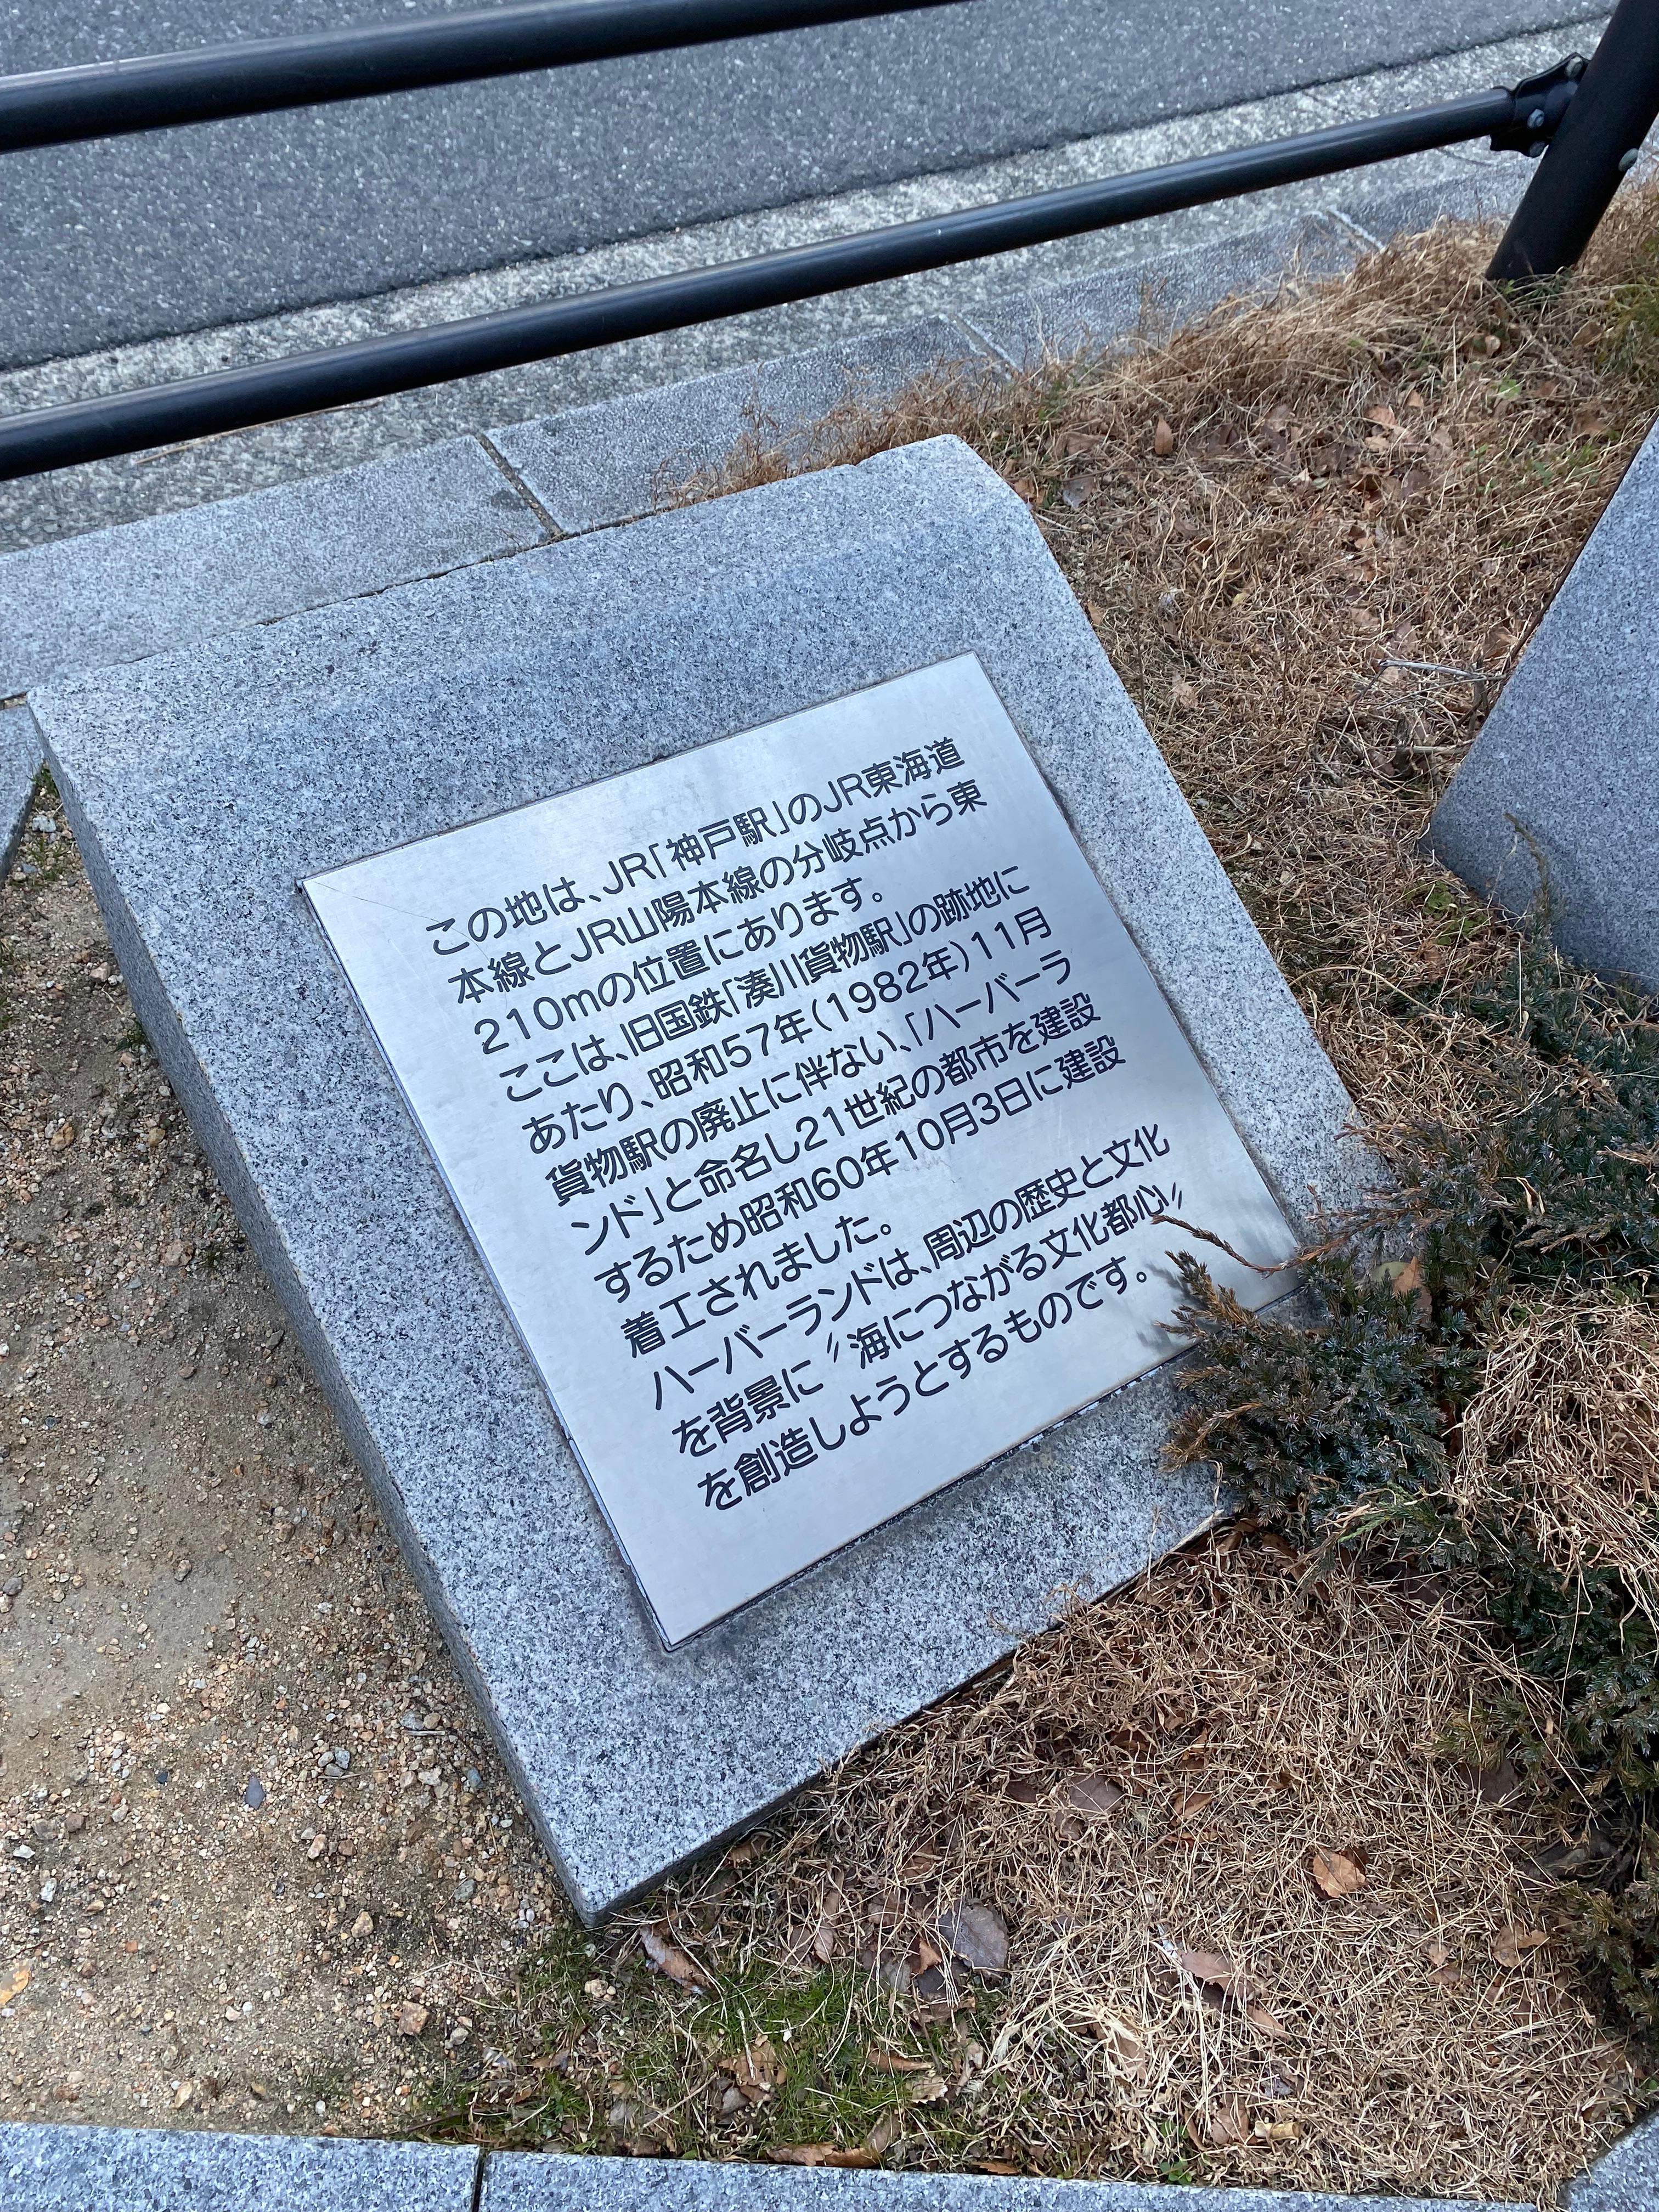 この地は、JR「神戸駅」のJR東海道
本線とJR山陽本線の分岐点から東
210mの位置にあります。
ここは、旧国鉄「湊川貨物駅」の跡地に
あたり、昭和57年(1982年)11月
貨物駅の廃止に伴ない、「ハーバーラ
ンド」と命名し21世紀の都市を建設
するため昭和60年10月3日に建設
着工されました。
ハーバーランドは、周辺の歴史と文化
を背景に〝海につながる文化都心〟
を創造しようとするものです。